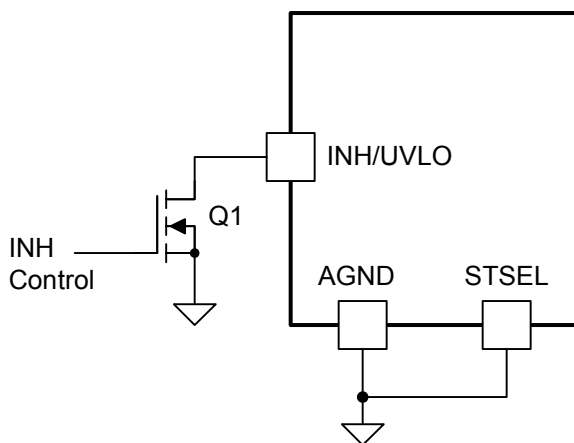 INH/UVLO
Q1
INH
Control
AGND
STSEL